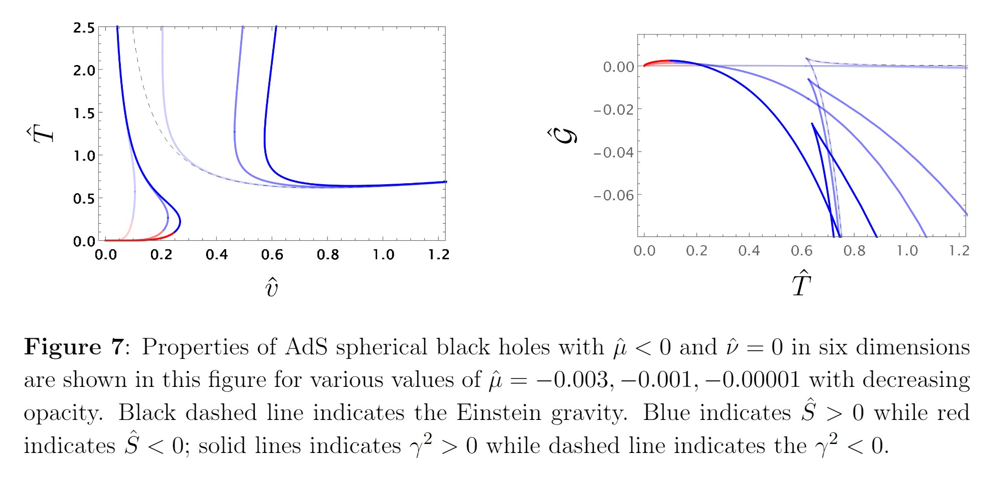 2.5
2.0
1.5
1.0
0.5
0.0
T̂
0.0 0.2 0.4 0.6 0.8 1.0 1.2
v̂
0.00
−0.02
−0.04
−0.06
𝒢̂
0.0 0.2 0.4 0.6 0.8 1.0 1.2
T̂
Figure 7: Properties of AdS spherical black holes with μ̂ < 0 and ν̂ = 0 in six dimensions
are shown in this figure for various values of μ̂ = −0.003, −0.001, −0.00001 with decreasing
opacity. Black dashed line indicates the Einstein gravity. Blue indicates Ŝ > 0 while red
indicates Ŝ < 0; solid lines indicates γ² > 0 while dashed line indicates the γ² < 0.